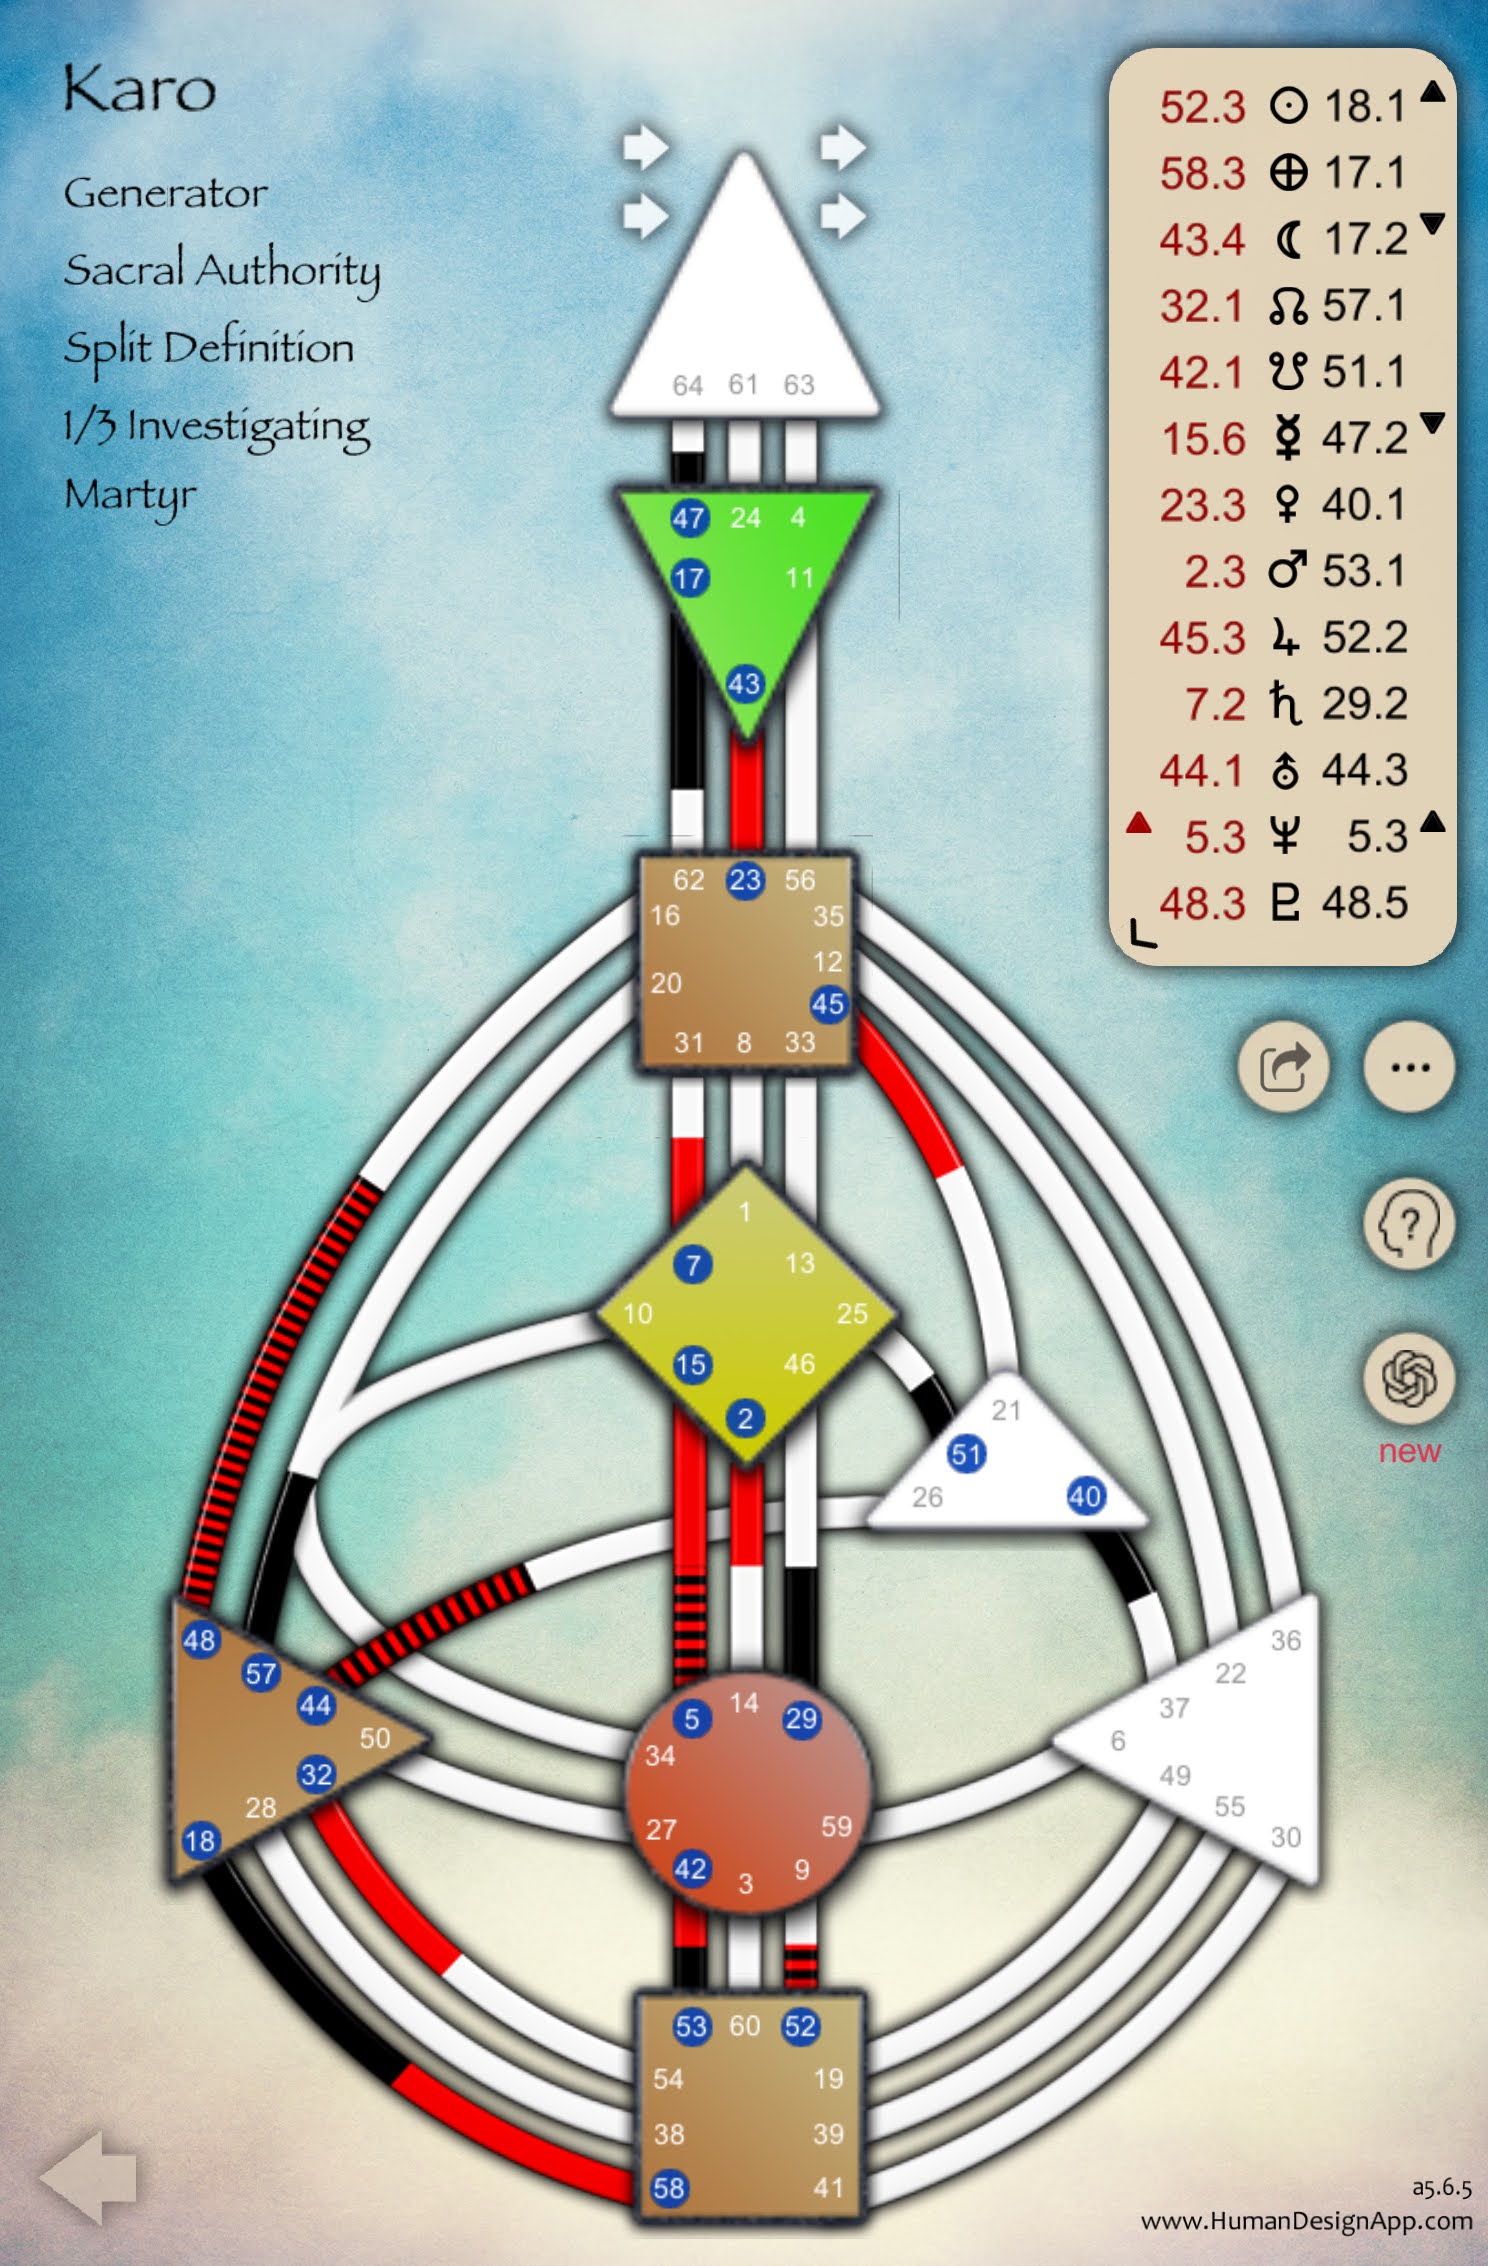 Karo
Generator
Sacral Authority
Split Definition
1/3 Investigating
Martyr
52.3 ☉ 18.1 ▲
58.3 ⊕ 17.1
43.4 ☾ 17.2 ▼
32.1 ☊ 57.1
42.1 ☋ 51.1
15.6 ☿ 47.2 ▼
23.3 ♀ 40.1
2.3 ♂ 53.1
45.3 ♃ 52.2
7.2 ♄ 29.2
44.1 ⛢ 44.3
▲ 5.3 ♆ 5.3 ▲
48.3 ♇ 48.5
64 61 63
47 24 4
17 11
43
62 23 56
16 35
12
20 45
31 8 33
1
7 13
10 25
15 46
2
21
51
26 40
48 36
57 22
44 37
50 6
32 49
28 55
18 30
5 14 29
34
27 59
42 3 9
53 60 52
54 19
38 39
58 41
...
?
new
a5.6.5
www.HumanDesignApp.com